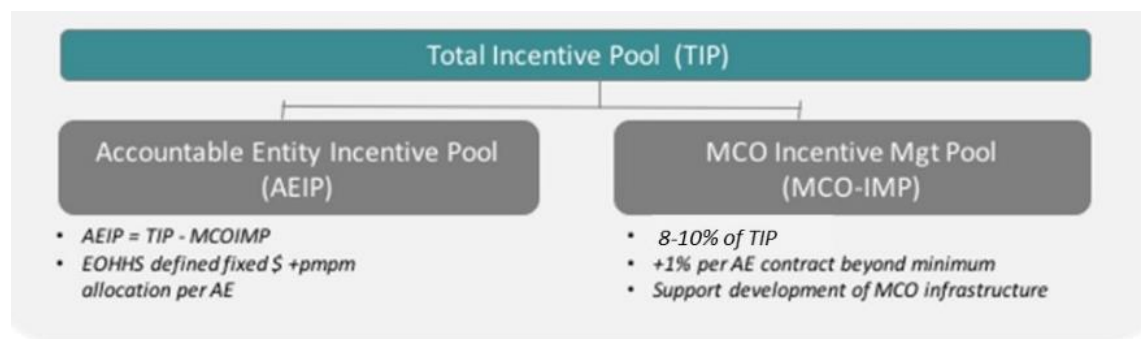 Total Incentive Pool (TIP)
Accountable Entity Incentive Pool
(AEIP)
• AEIP = TIP - MCOIMP
• EOHHS defined fixed $ +pmpm
allocation per AE
MCO Incentive Mgt Pool
(MCO-IMP)
• 8-10% of TIP
• +1% per AE contract beyond minimum
• Support development of MCO infrastructure